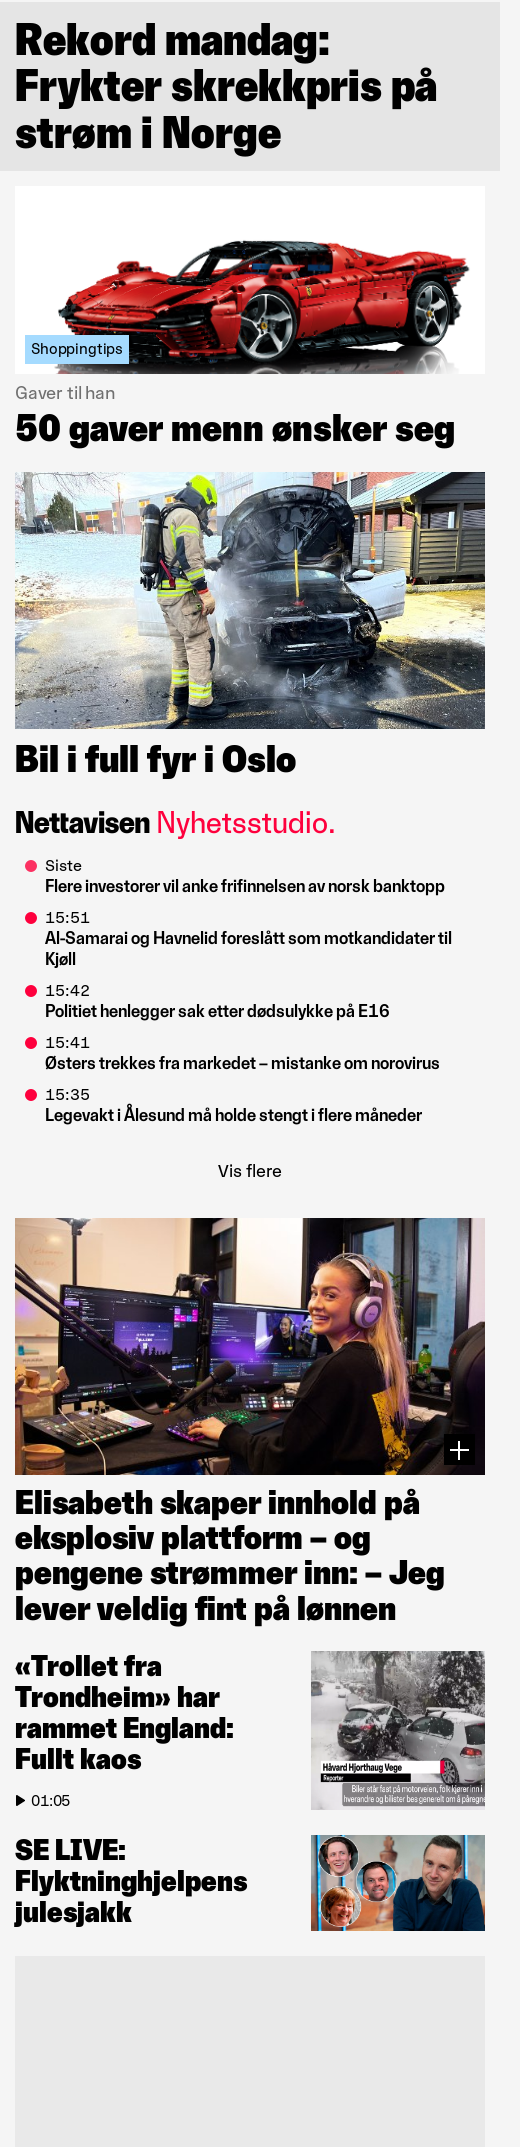 Rekord mandag:
Frykter skrekkpris på
strøm i Norge
Shoppingtips
Gaver til han
50 gaver menn ønsker seg
Bil i full fyr i Oslo
Nettavisen Nyhetsstudio.
Siste
Flere investorer vil anke frifinnelsen av norsk banktopp
15:51
Al-Samarai og Havnelid foreslått som motkandidater til
Kjøll
15:42
Politiet henlegger sak etter dødsulykke på E16
15:41
Østers trekkes fra markedet – mistanke om norovirus
15:35
Legevakt i Ålesund må holde stengt i flere måneder
Vis flere
Elisabeth skaper innhold på
eksplosiv plattform – og
pengene strømmer inn: – Jeg
lever veldig fint på lønnen
«Trollet fra
Trondheim» har
rammet England:
Fullt kaos
01:05
Håvard Hjorthaug Vege
Reporter
Biler står fast på motorveien, folk kjører inn i
hverandre og bilister bes generelt om å
SE LIVE:
Flyktninghjelpens
julesjakk